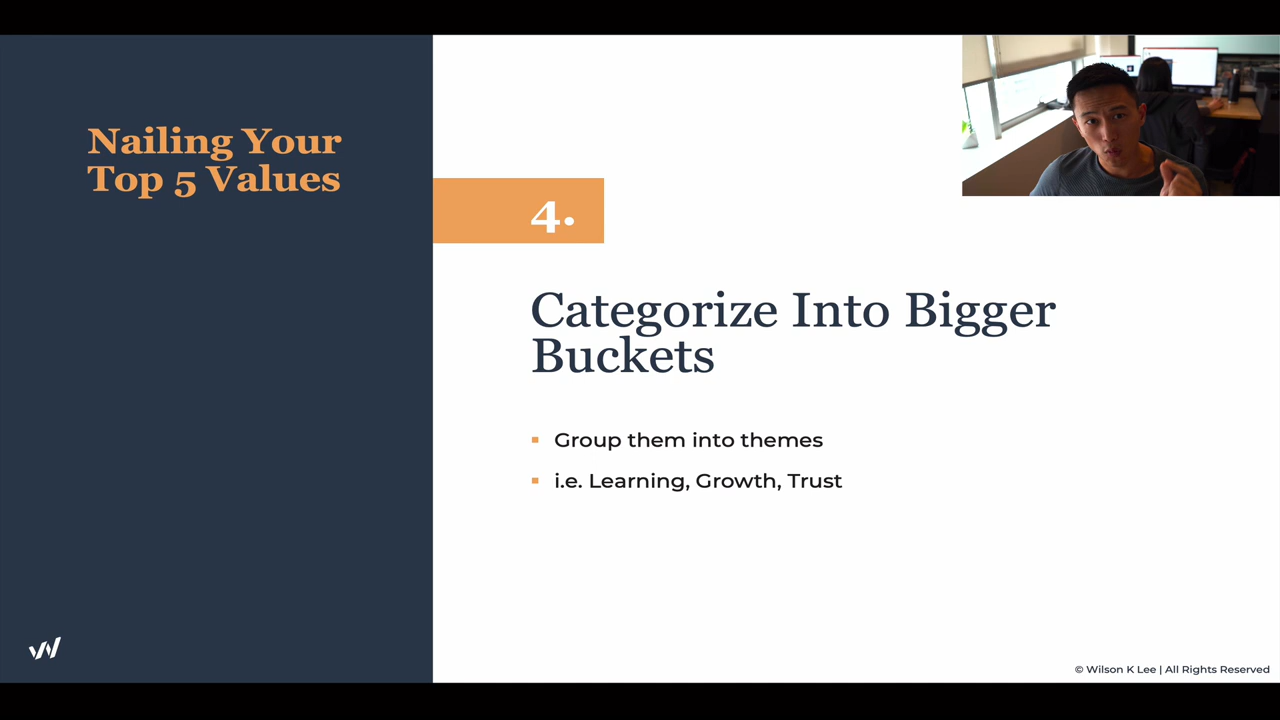 Nailing Your
Top 5 Values
4.
Categorize Into Bigger
Buckets
Group them into themes
i.e. Learning, Growth, Trust
© Wilson K Lee | All Rights Reserved